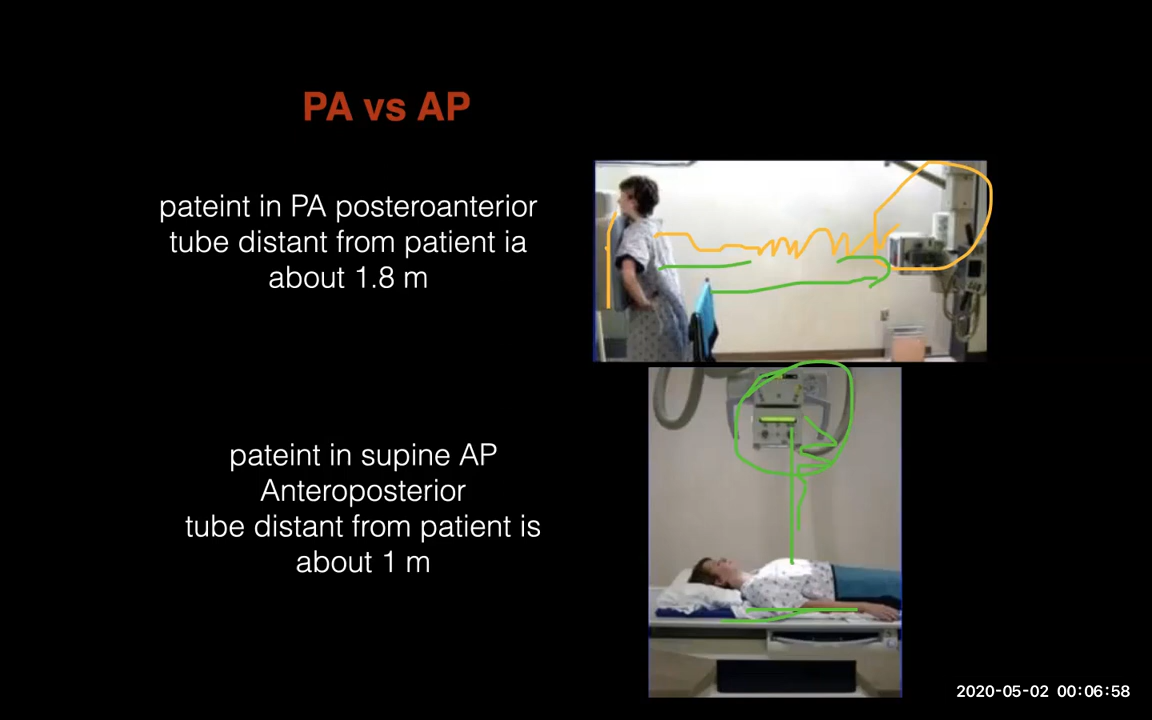 PA vs AP
pateint in PA posteroanterior
tube distant from patient ia
about 1.8 m
pateint in supine AP
Anteroposterior
tube distant from patient is
about 1 m
2020-05-02 00:06:58